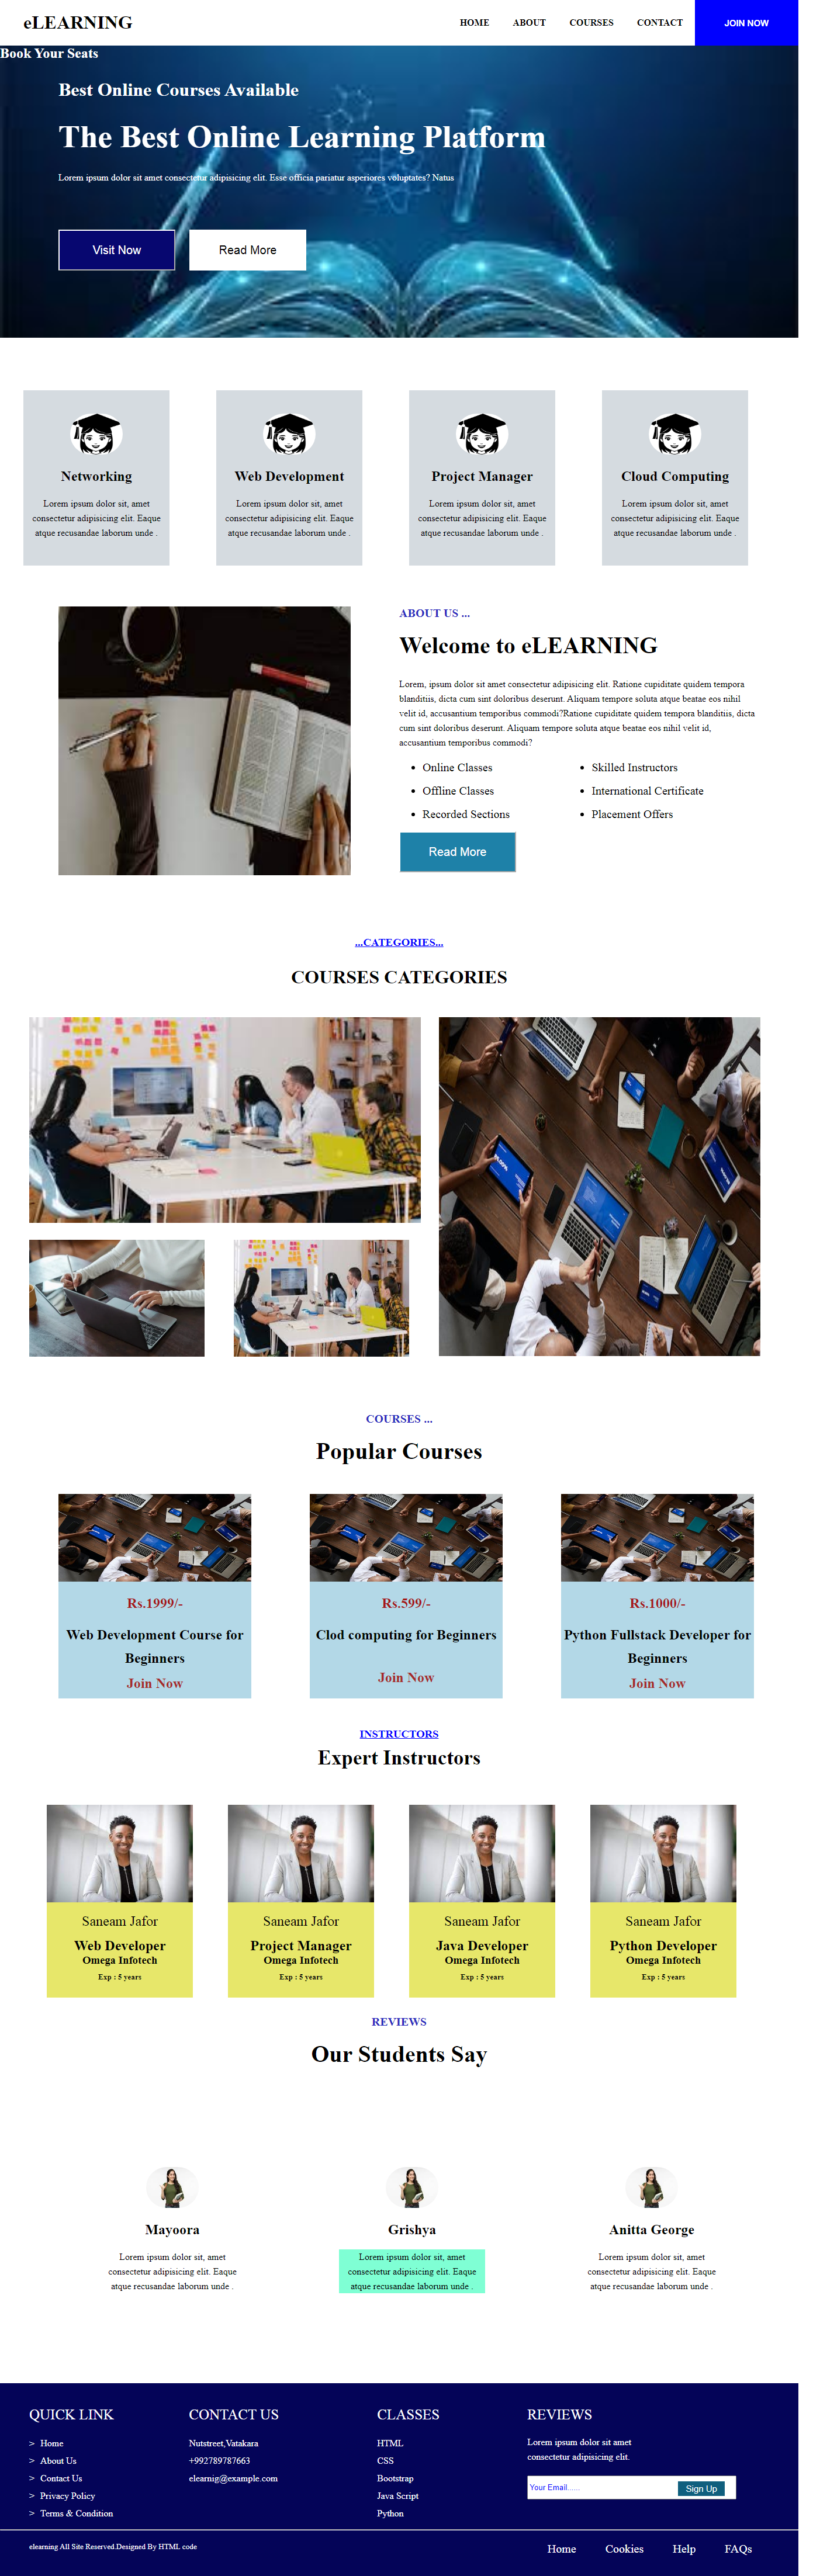 eLEARNING
HOME ABOUT COURSES CONTACT JOIN NOW
Book Your Seats
Best Online Courses Available
The Best Online Learning Platform
Lorem ipsum dolor sit amet consectetur adipisicing elit. Esse officia pariatur asperiores voluptates? Natus
Visit Now Read More
Networking
Lorem ipsum dolor sit, amet
consectetur adipisicing elit. Eaque
atque recusandae laborum unde .
Web Development
Lorem ipsum dolor sit, amet
consectetur adipisicing elit. Eaque
atque recusandae laborum unde .
Project Manager
Lorem ipsum dolor sit, amet
consectetur adipisicing elit. Eaque
atque recusandae laborum unde .
Cloud Computing
Lorem ipsum dolor sit, amet
consectetur adipisicing elit. Eaque
atque recusandae laborum unde .
ABOUT US ...
Welcome to eLEARNING
Lorem, ipsum dolor sit amet consectetur adipisicing elit. Ratione cupiditate quidem tempora
blanditiis, dicta cum sint doloribus deserunt. Aliquam tempore soluta atque beatae eos nihil
velit id, accusantium temporibus commodi?Ratione cupiditate quidem tempora blanditiis, dicta
cum sint doloribus deserunt. Aliquam tempore soluta atque beatae eos nihil velit id,
accusantium temporibus commodi?
• Online Classes
• Offline Classes
• Recorded Sections
• Skilled Instructors
• International Certificate
• Placement Offers
Read More
...CATEGORIES...
COURSES CATEGORIES
COURSES ...
Popular Courses
Rs.1999/-
Web Development Course for
Beginners
Join Now
Rs.599/-
Clod computing for Beginners
Join Now
Rs.1000/-
Python Fullstack Developer for
Beginners
Join Now
INSTRUCTORS
Expert Instructors
Saneam Jafor
Web Developer
Omega Infotech
Exp : 5 years
Saneam Jafor
Project Manager
Omega Infotech
Exp : 5 years
Saneam Jafor
Java Developer
Omega Infotech
Exp : 5 years
Saneam Jafor
Python Developer
Omega Infotech
Exp : 5 years
REVIEWS
Our Students Say
Mayoora
Lorem ipsum dolor sit, amet
consectetur adipisicing elit. Eaque
atque recusandae laborum unde .
Grishya
Lorem ipsum dolor sit, amet
consectetur adipisicing elit. Eaque
atque recusandae laborum unde .
Anitta George
Lorem ipsum dolor sit, amet
consectetur adipisicing elit. Eaque
atque recusandae laborum unde .
QUICK LINK
> Home
> About Us
> Contact Us
> Privacy Policy
> Terms & Condition
CONTACT US
Nutstreet,Vatakara
+992789787663
elearnig@example.com
CLASSES
HTML
CSS
Bootstrap
Java Script
Python
REVIEWS
Lorem ipsum dolor sit amet
consectetur adipisicing elit.
Your Email...... Sign Up
elearning All Site Reserved.Designed By HTML code
Home Cookies Help FAQs